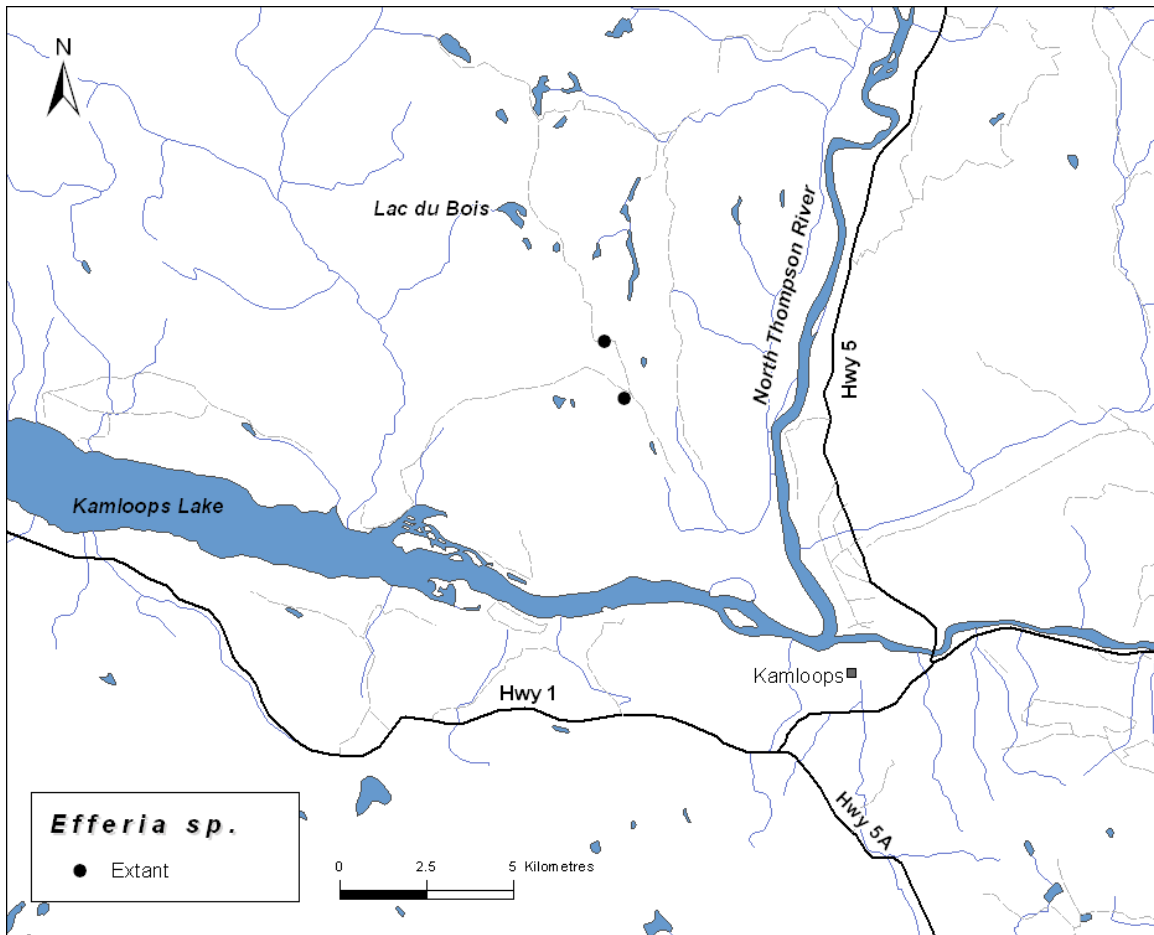 N
Lac du Bois
North Thompson River
Hwy 5
Kamloops Lake
Kamloops
Hwy 1
Hwy 5A
Efferia sp.
Extant
0 2.5 5 Kilometres